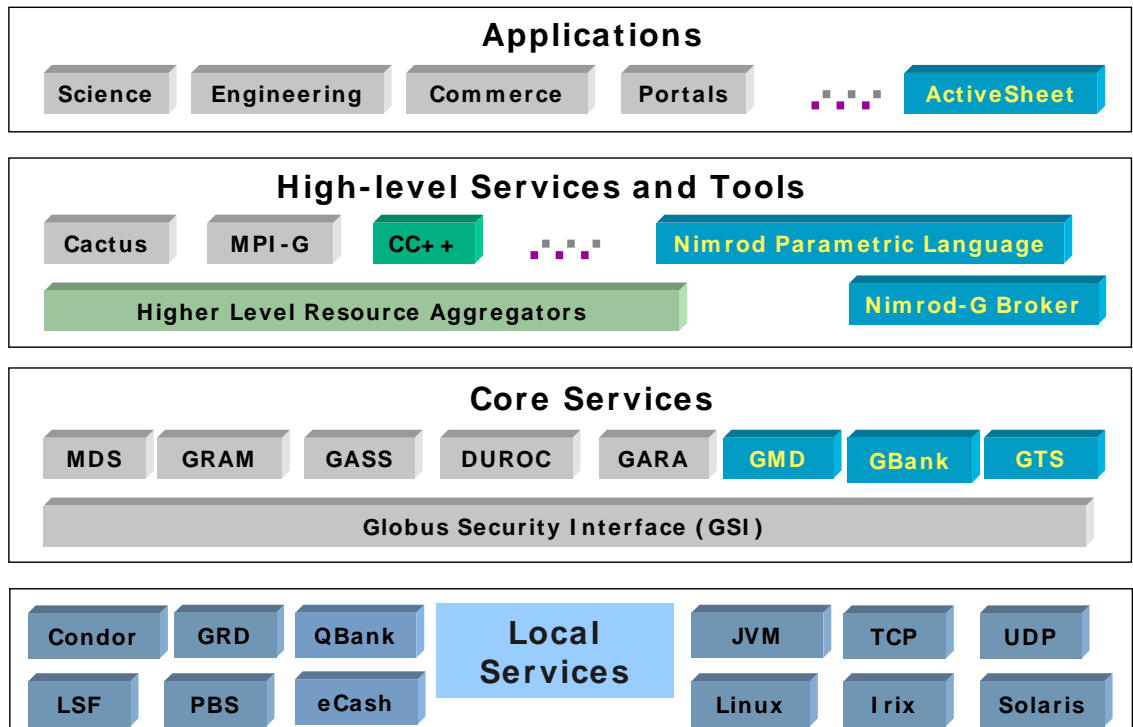 Applications
Science Engineering Commerce Portals ActiveSheet
High-level Services and Tools
Cactus MPI-G CC++ Nimrod Parametric Language
Higher Level Resource Aggregators Nimrod-G Broker
Core Services
MDS GRAM GASS DUROC GARA GMD GBank GTS
Globus Security Interface (GSI)
Condor GRD QBank Local JVM TCP UDP
Services
LSF PBS eCash Linux Irix Solaris